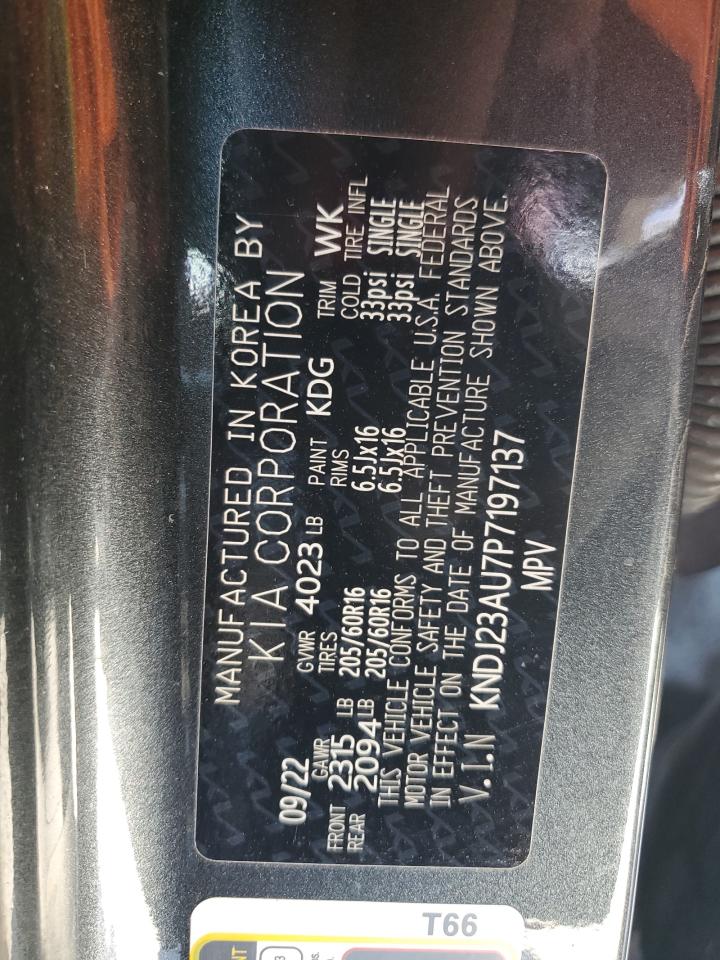 MANUFACTURED IN KOREA BY
KIA CORPORATION
09/22 GVWR 4023 LB PAINT KDG TRIM WK
GAWR TIRES RIMS COLD TIRE INFL
FRONT 2315 LB 205/60R16 6.5Jx16 33psi SINGLE
REAR 2094 LB 205/60R16 6.5Jx16 33psi SINGLE
THIS VEHICLE CONFORMS TO ALL APPLICABLE U.S.A. FEDERAL
MOTOR VEHICLE SAFETY AND THEFT PREVENTION STANDARDS
IN EFFECT ON THE DATE OF MANUFACTURE SHOWN ABOVE.
V.I.N KNDJ23AU7P7197137
MPV
T66